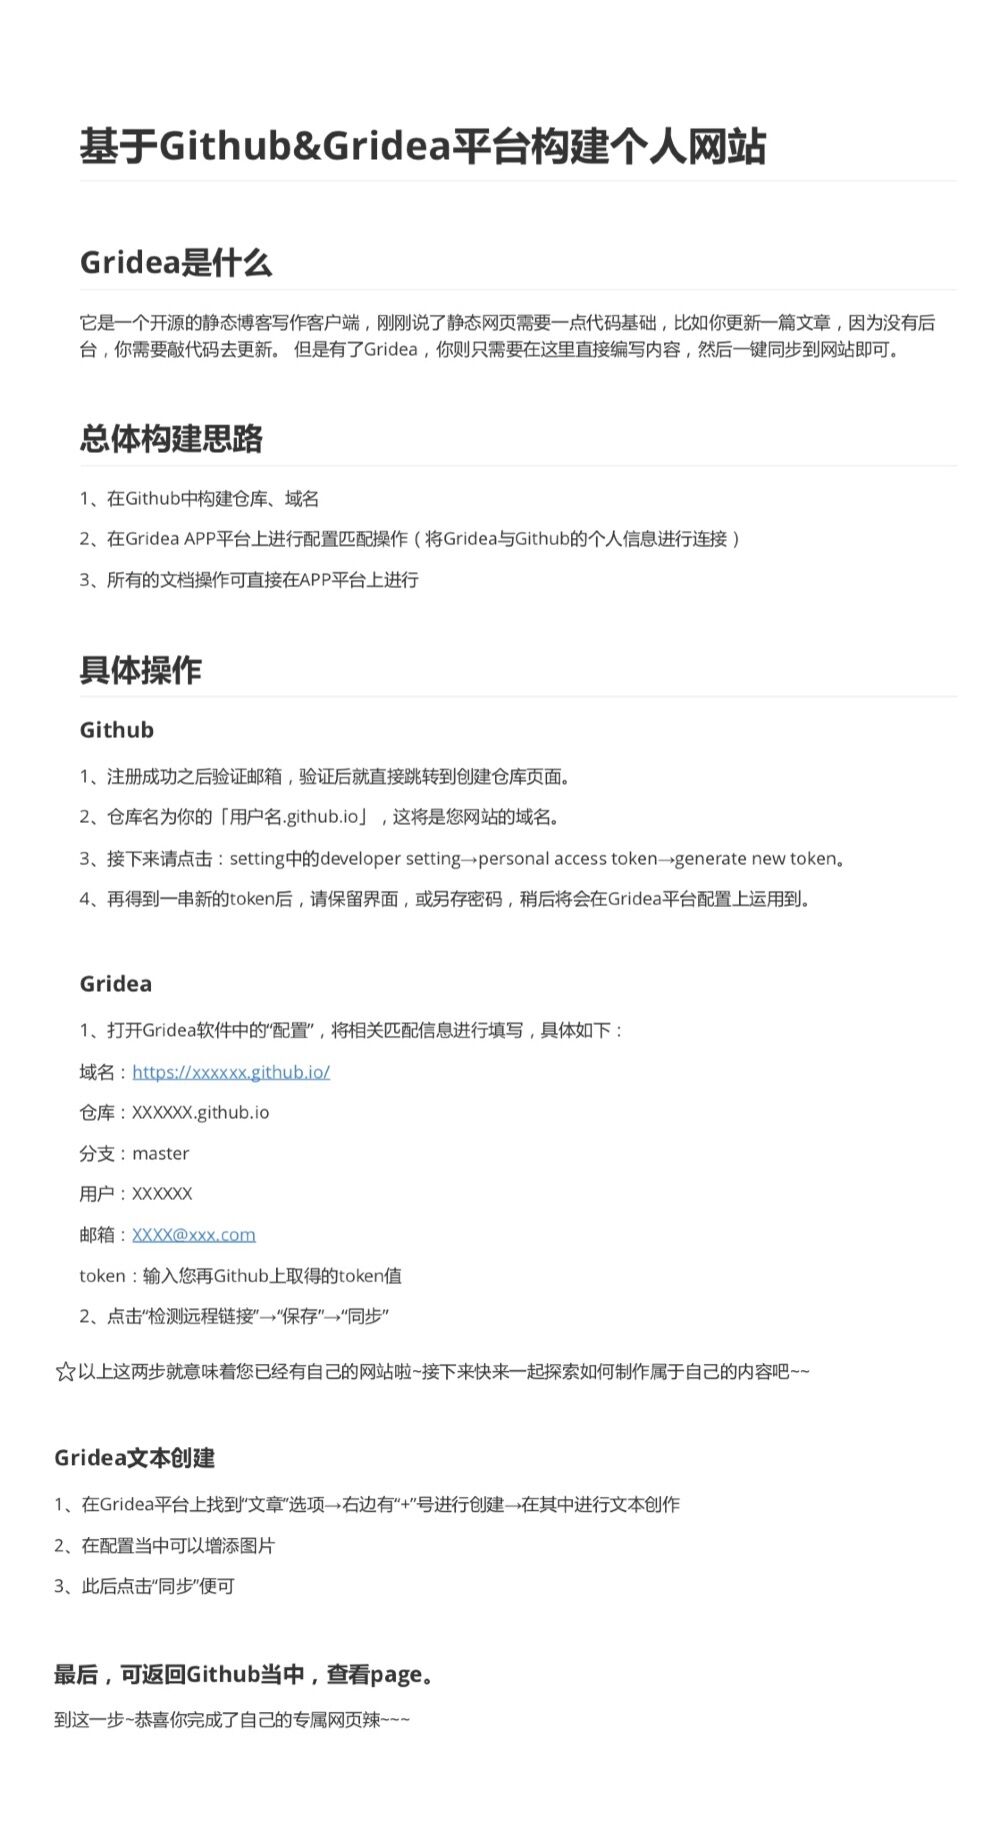 基于Github&Gridea平台构建个人网站
Gridea是什么
它是一个开源的静态博客写作客户端，刚刚说了静态网页需要一点代码基础，比如你更新一篇文章，因为没有后
台，你需要敲代码去更新。 但是有了Gridea，你则只需要在这里直接编写内容，然后一键同步到网站即可。
总体构建思路
1、在Github中构建仓库、域名
2、在Gridea APP平台上进行配置匹配操作（将Gridea与Github的个人信息进行连接）
3、所有的文档操作可直接在APP平台上进行
具体操作
Github
1、注册成功之后验证邮箱，验证后就直接跳转到创建仓库页面。
2、仓库名为你的「用户名.github.io」，这将是您网站的域名。
3、接下来请点击：setting中的developer setting→personal access token→generate new token。
4、再得到一串新的token后，请保留界面，或另存密码，稍后将会在Gridea平台配置上运用到。
Gridea
1、打开Gridea软件中的“配置”，将相关匹配信息进行填写，具体如下：
域名：https://xxxxxx.github.io/
仓库：XXXXXX.github.io
分支：master
用户：XXXXXX
邮箱：XXXX@xxx.com
token：输入您再Github上取得的token值
2、点击“检测远程链接”→“保存”→“同步”
☆以上这两步就意味着您已经有自己的网站啦~接下来快来一起探索如何制作属于自己的内容吧~~
Gridea文本创建
1、在Gridea平台上找到“文章”选项→右边有“+”号进行创建→在其中进行文本创作
2、在配置当中可以增添图片
3、此后点击“同步”便可
最后，可返回Github当中，查看page。
到这一步~恭喜你完成了自己的专属网页辣~~~